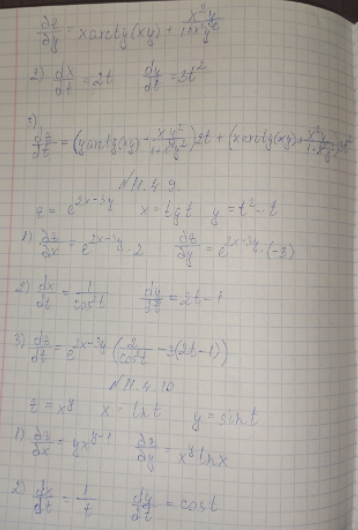 ∂z/∂y = x arctg(xy) + x²y/(1+x²y²)
2) dx/dt = 2t dy/dt = 3t²
3)
dz/dt = (y arctg(xy) + xy²/(1+x²y²))2t + (x arctg(xy) + x²y/(1+x²y²))3t²
N11.4.9
z = e^(2x-3y) x = tg t y = t² - t
1) ∂z/∂x = e^(2x-3y) · 2 ∂z/∂y = e^(2x-3y) · (-3)
2) dx/dt = 1/cos²t dy/dt = 2t - 1
3) dz/dt = e^(2x-3y) (2/cos²t - 3(2t-1))
N11.4.10
z = x^y x = ln t y = sin t
1) ∂z/∂x = yx^(y-1) ∂z/∂y = x^y ln x
2) dx/dt = 1/t dy/dt = cos t